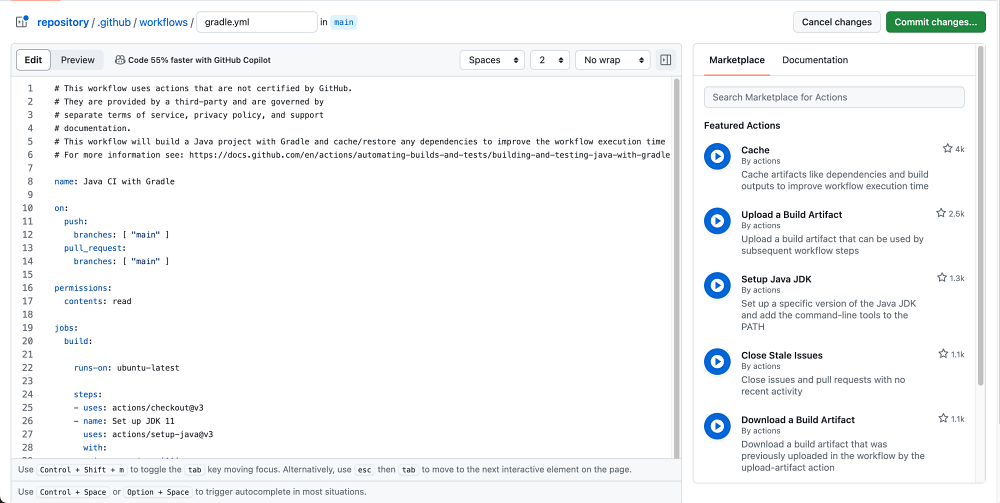 repository / .github / workflows / gradle.yml in main
Cancel changes Commit changes...
Edit Preview Code 55% faster with GitHub Copilot Spaces 2 No wrap
1 # This workflow uses actions that are not certified by GitHub.
2 # They are provided by a third-party and are governed by
3 # separate terms of service, privacy policy, and support
4 # documentation.
5 # This workflow will build a Java project with Gradle and cache/restore any dependencies to improve the workflow execution time
6 # For more information see: https://docs.github.com/en/actions/automating-builds-and-tests/building-and-testing-java-with-gradle
7
8 name: Java CI with Gradle
9
10 on:
11 push:
12 branches: [ "main" ]
13 pull_request:
14 branches: [ "main" ]
15
16 permissions:
17 contents: read
18
19 jobs:
20 build:
21
22 runs-on: ubuntu-latest
23
24 steps:
25 - uses: actions/checkout@v3
26 - name: Set up JDK 11
27 uses: actions/setup-java@v3
28 with:
Use Control + Shift + m to toggle the tab key moving focus. Alternatively, use esc then tab to move to the next interactive element on the page.
Use Control + Space or Option + Space to trigger autocomplete in most situations.
Marketplace Documentation
Search Marketplace for Actions
Featured Actions
Cache 4k
By actions
Cache artifacts like dependencies and build
outputs to improve workflow execution time
Upload a Build Artifact 2.5k
By actions
Upload a build artifact that can be used by
subsequent workflow steps
Setup Java JDK 1.3k
By actions
Set up a specific version of the Java JDK
and add the command-line tools to the
PATH
Close Stale Issues 1.1k
By actions
Close issues and pull requests with no
recent activity
Download a Build Artifact 1.1k
By actions
Download a build artifact that was
previously uploaded in the workflow by the
upload-artifact action